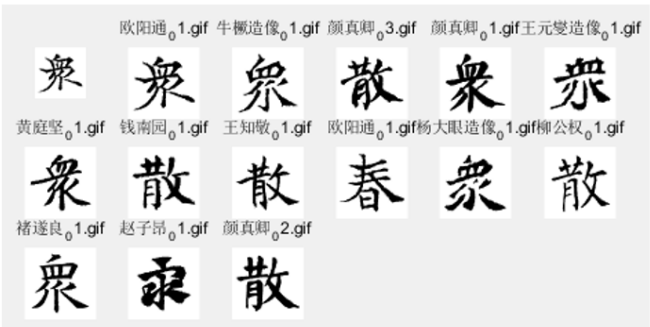 欧阳通₀1.gif 牛橛造像₀1.gif 颜真卿₀3.gif 颜真卿₀1.gif 王元燮造像₀1.gif
眾 眾 眾 散 眾 眾
黄庭坚₀1.gif 钱南园₀1.gif 王知敬₀1.gif 欧阳通₀1.gif 杨大眼造像₀1.gif 柳公权₀1.gif
眾 散 散 春 眾 散
褚遂良₀1.gif 赵子昂₀1.gif 颜真卿₀2.gif
眾 散